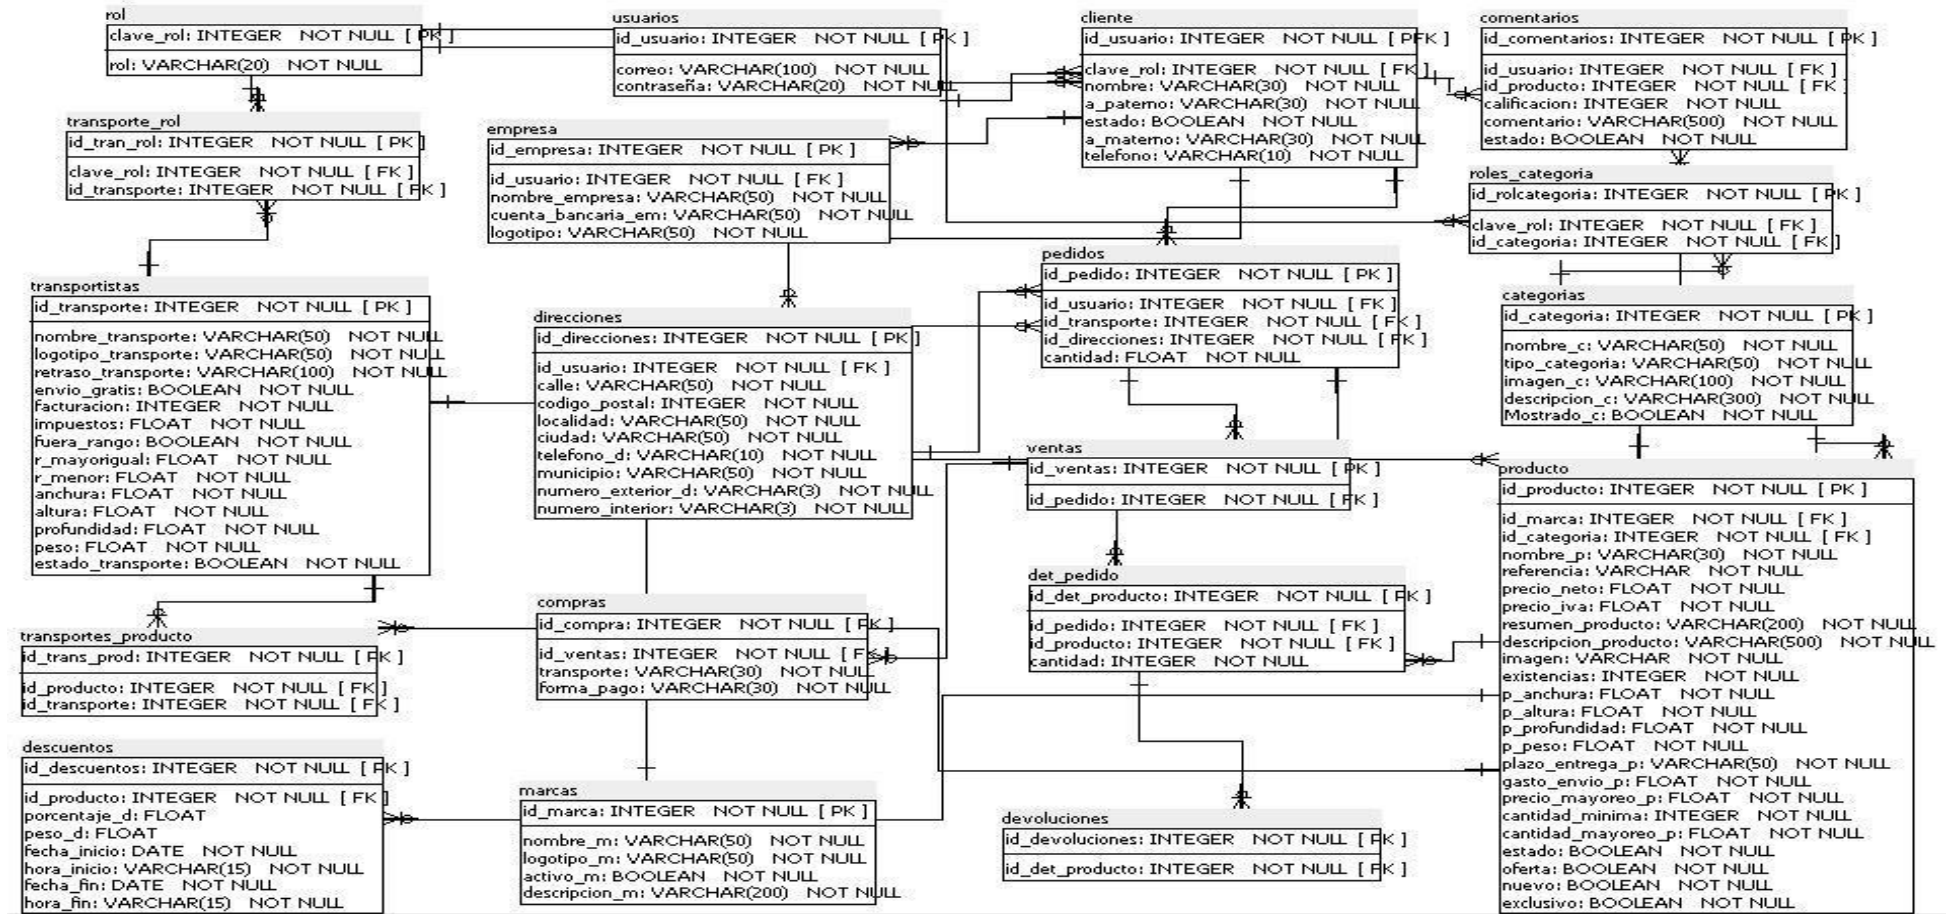 rol
clave_rol: INTEGER NOT NULL [ PK ]
rol: VARCHAR(20) NOT NULL
usuarios
id_usuario: INTEGER NOT NULL [ PK ]
correo: VARCHAR(100) NOT NULL
contraseña: VARCHAR(20) NOT NULL
cliente
id_usuario: INTEGER NOT NULL [ PFK ]
clave_rol: INTEGER NOT NULL [ FK ]
nombre: VARCHAR(30) NOT NULL
a_paterno: VARCHAR(30) NOT NULL
estado: BOOLEAN NOT NULL
a_materno: VARCHAR(30) NOT NULL
telefono: VARCHAR(10) NOT NULL
comentarios
id_comentarios: INTEGER NOT NULL [ PK ]
id_usuario: INTEGER NOT NULL [ FK ]
id_producto: INTEGER NOT NULL [ FK ]
calificacion: INTEGER NOT NULL
comentario: VARCHAR(500) NOT NULL
estado: BOOLEAN NOT NULL
transporte_rol
id_tran_rol: INTEGER NOT NULL [ PK ]
clave_rol: INTEGER NOT NULL [ FK ]
id_transporte: INTEGER NOT NULL [ FK ]
empresa
id_empresa: INTEGER NOT NULL [ PK ]
id_usuario: INTEGER NOT NULL [ FK ]
nombre_empresa: VARCHAR(50) NOT NULL
cuenta_bancaria_em: VARCHAR(50) NOT NULL
logotipo: VARCHAR(50) NOT NULL
roles_categoria
id_rolcategoria: INTEGER NOT NULL [ PK ]
clave_rol: INTEGER NOT NULL [ FK ]
id_categoria: INTEGER NOT NULL [ FK ]
transportistas
id_transporte: INTEGER NOT NULL [ PK ]
nombre_transporte: VARCHAR(50) NOT NULL
logotipo_transporte: VARCHAR(50) NOT NULL
retraso_transporte: VARCHAR(100) NOT NULL
envio_gratis: BOOLEAN NOT NULL
facturacion: INTEGER NOT NULL
impuestos: FLOAT NOT NULL
fuera_rango: BOOLEAN NOT NULL
r_mayorigual: FLOAT NOT NULL
r_menor: FLOAT NOT NULL
anchura: FLOAT NOT NULL
altura: FLOAT NOT NULL
profundidad: FLOAT NOT NULL
peso: FLOAT NOT NULL
estado_transporte: BOOLEAN NOT NULL
direcciones
id_direcciones: INTEGER NOT NULL [ PK ]
id_usuario: INTEGER NOT NULL [ FK ]
calle: VARCHAR(50) NOT NULL
codigo_postal: INTEGER NOT NULL
localidad: VARCHAR(50) NOT NULL
ciudad: VARCHAR(50) NOT NULL
telefono_d: VARCHAR(10) NOT NULL
municipio: VARCHAR(50) NOT NULL
numero_exterior_d: VARCHAR(3) NOT NULL
numero_interior: VARCHAR(3) NOT NULL
pedidos
id_pedido: INTEGER NOT NULL [ PK ]
id_usuario: INTEGER NOT NULL [ FK ]
id_transporte: INTEGER NOT NULL [ FK ]
id_direcciones: INTEGER NOT NULL [ FK ]
cantidad: FLOAT NOT NULL
categorias
id_categoria: INTEGER NOT NULL [ PK ]
nombre_c: VARCHAR(50) NOT NULL
tipo_categoria: VARCHAR(50) NOT NULL
imagen_c: VARCHAR(100) NOT NULL
descripcion_c: VARCHAR(300) NOT NULL
Mostrado_c: BOOLEAN NOT NULL
ventas
id_ventas: INTEGER NOT NULL [ PK ]
id_pedido: INTEGER NOT NULL [ FK ]
producto
id_producto: INTEGER NOT NULL [ PK ]
id_marca: INTEGER NOT NULL [ FK ]
id_categoria: INTEGER NOT NULL [ FK ]
nombre_p: VARCHAR(30) NOT NULL
referencia: VARCHAR NOT NULL
precio_neto: FLOAT NOT NULL
precio_iva: FLOAT NOT NULL
resumen_producto: VARCHAR(200) NOT NULL
descripcion_producto: VARCHAR(500) NOT NULL
imagen: VARCHAR NOT NULL
existencias: INTEGER NOT NULL
p_anchura: FLOAT NOT NULL
p_altura: FLOAT NOT NULL
p_profundidad: FLOAT NOT NULL
p_peso: FLOAT NOT NULL
plazo_entrega_p: VARCHAR(50) NOT NULL
gasto_envio_p: FLOAT NOT NULL
precio_mayoreo_p: FLOAT NOT NULL
cantidad_minima: INTEGER NOT NULL
cantidad_mayoreo_p: FLOAT NOT NULL
estado: BOOLEAN NOT NULL
oferta: BOOLEAN NOT NULL
nuevo: BOOLEAN NOT NULL
exclusivo: BOOLEAN NOT NULL
det_pedido
id_det_producto: INTEGER NOT NULL [ PK ]
id_pedido: INTEGER NOT NULL [ FK ]
id_producto: INTEGER NOT NULL [ FK ]
cantidad: INTEGER NOT NULL
compras
id_compra: INTEGER NOT NULL [ PK ]
id_ventas: INTEGER NOT NULL [ FK ]
transporte: VARCHAR(30) NOT NULL
forma_pago: VARCHAR(30) NOT NULL
transportes_producto
id_trans_prod: INTEGER NOT NULL [ PK ]
id_producto: INTEGER NOT NULL [ FK ]
id_transporte: INTEGER NOT NULL [ FK ]
descuentos
id_descuentos: INTEGER NOT NULL [ PK ]
id_producto: INTEGER NOT NULL [ FK ]
porcentaje_d: FLOAT
peso_d: FLOAT
fecha_inicio: DATE NOT NULL
hora_inicio: VARCHAR(15) NOT NULL
fecha_fin: DATE NOT NULL
hora_fin: VARCHAR(15) NOT NULL
marcas
id_marca: INTEGER NOT NULL [ PK ]
nombre_m: VARCHAR(50) NOT NULL
logotipo_m: VARCHAR(50) NOT NULL
activo_m: BOOLEAN NOT NULL
descripcion_m: VARCHAR(200) NOT NULL
devoluciones
id_devoluciones: INTEGER NOT NULL [ PK ]
id_det_producto: INTEGER NOT NULL [ FK ]